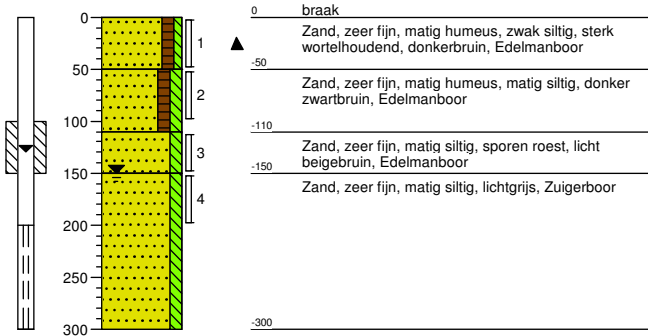 0
50
100
150
200
250
300
1
2
3
4
0 braak
Zand, zeer fijn, matig humeus, zwak siltig, sterk
wortelhoudend, donkerbruin, Edelmanboor
-50
Zand, zeer fijn, matig humeus, matig siltig, donker
zwartbruin, Edelmanboor
-110
Zand, zeer fijn, matig siltig, sporen roest, licht
beigebruin, Edelmanboor
-150
Zand, zeer fijn, matig siltig, lichtgrijs, Zuigerboor
-300